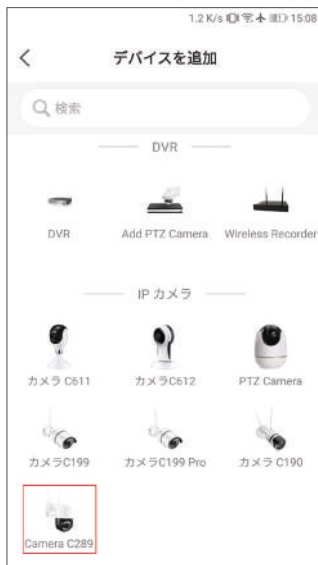 1.2 K/s 15:08
デバイスを追加
検索
DVR
DVR Add PTZ Camera Wireless Recorder
IP カメラ
カメラ C611 カメラC612 PTZ Camera
カメラC199 カメラC199 Pro カメラ C190
Camera C289